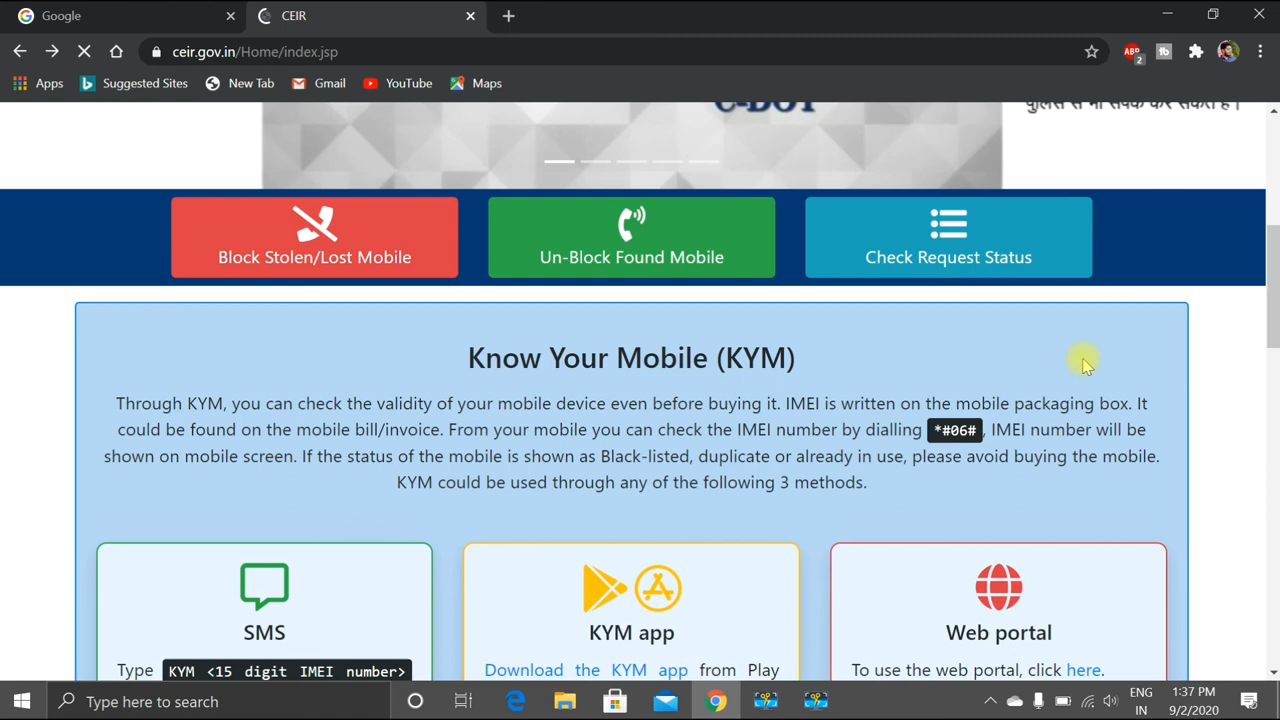 Google
CEIR
ceir.gov.in/Home/index.jsp
ABP
2
tb
Apps
Suggested Sites
New Tab
Gmail
YouTube
Maps
C-DOT
पुलिस से भी संपर्क कर सकते हैं।
Block Stolen/Lost Mobile
Un-Block Found Mobile
Check Request Status
Know Your Mobile (KYM)
Through KYM, you can check the validity of your mobile device even before buying it. IMEI is written on the mobile packaging box. It
could be found on the mobile bill/invoice. From your mobile you can check the IMEI number by dialling *#06#, IMEI number will be
shown on mobile screen. If the status of the mobile is shown as Black-listed, duplicate or already in use, please avoid buying the mobile.
KYM could be used through any of the following 3 methods.
SMS
Type KYM <15 digit IMEI number>
KYM app
Download the KYM app from Play
Web portal
To use the web portal, click here.
Type here to search
ENG
IN
1:37 PM
9/2/2020